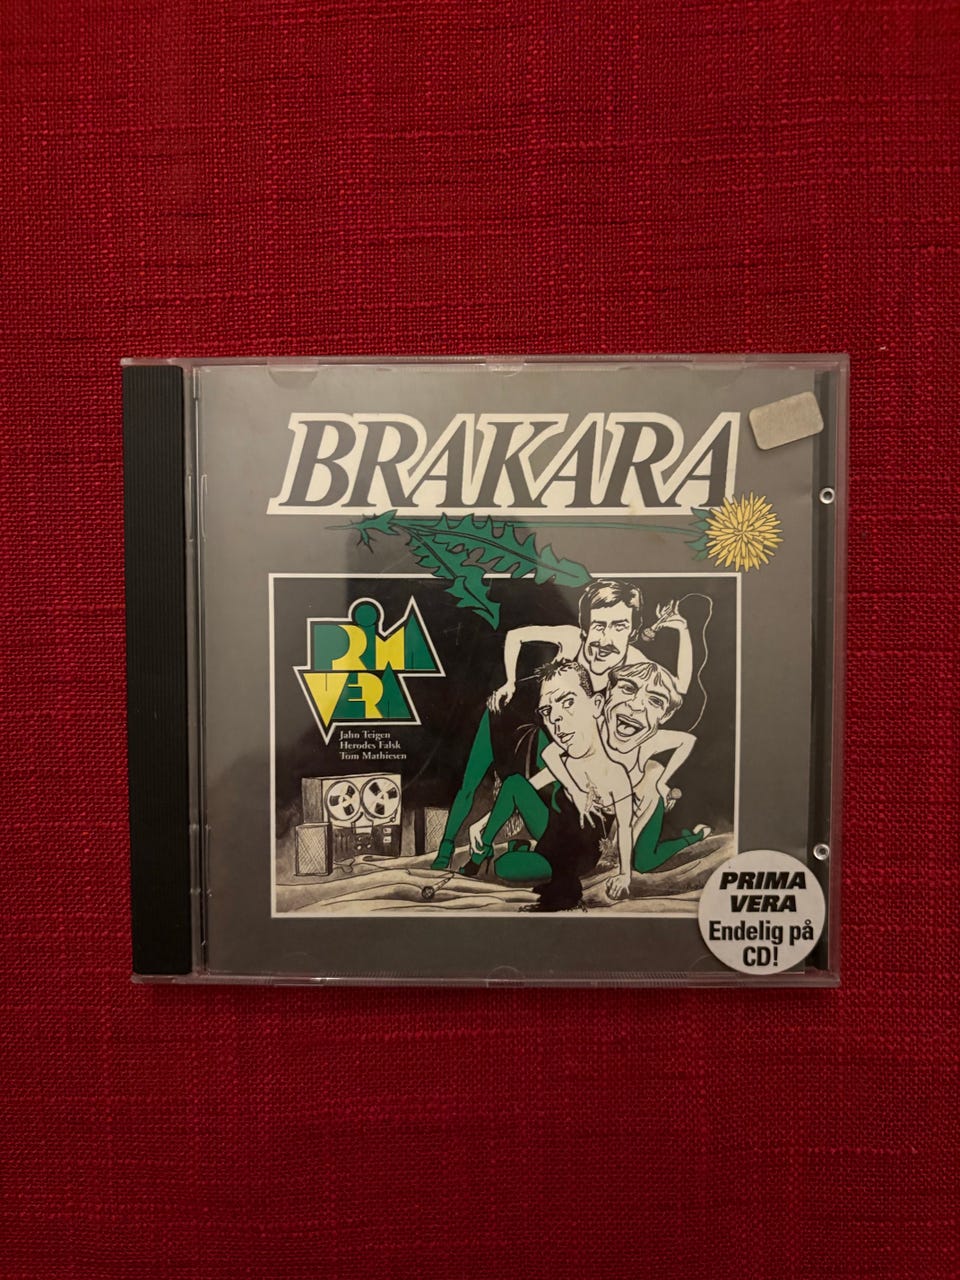 BRAKARA
PRIMA
VERA
Jahn Teigen
Herodes Falsk
Tom Mathiesen
PRIMA
VERA
Endelig på
CD!